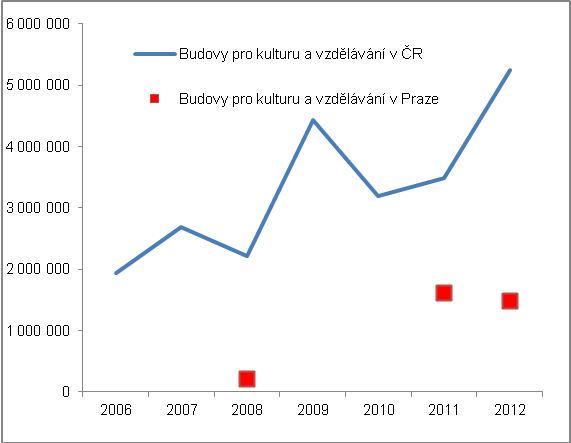 6 000 000
5 000 000
4 000 000
3 000 000
2 000 000
1 000 000
0
Budovy pro kulturu a vzdělávání v ČR
Budovy pro kulturu a vzdělávání v Praze
2006 2007 2008 2009 2010 2011 2012